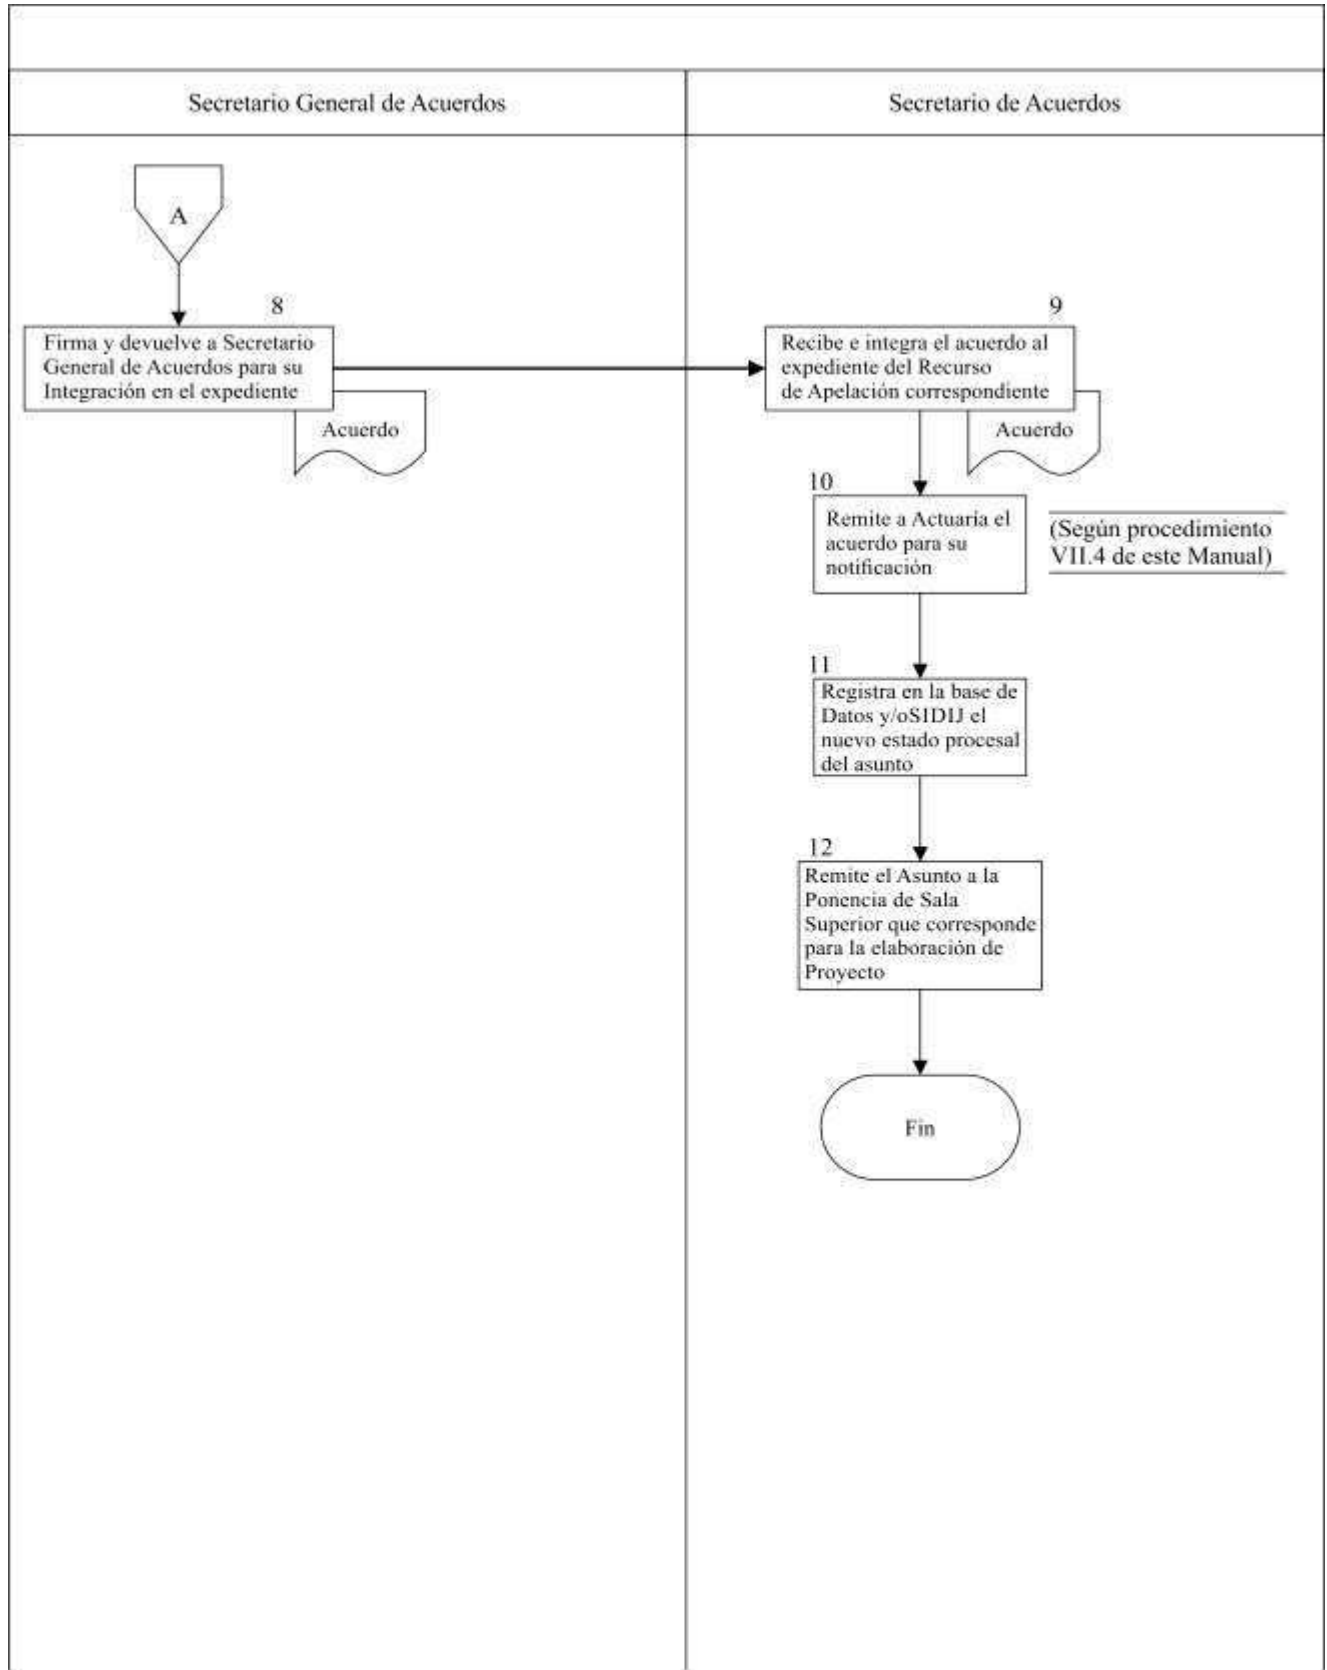 Secretario General de Acuerdos
Secretario de Acuerdos
A
8
Firma y devuelve a Secretario
General de Acuerdos para su
Integración en el expediente
Acuerdo
9
Recibe e integra el acuerdo al
expediente del Recurso
de Apelación correspondiente
Acuerdo
10
Remite a Actuaría el
acuerdo para su
notificación
(Según procedimiento
VII.4 de este Manual)
11
Registra en la base de
Datos y/oSIDIJ el
nuevo estado procesal
del asunto
12
Remite el Asunto a la
Ponencia de Sala
Superior que corresponde
para la elaboración de
Proyecto
Fin